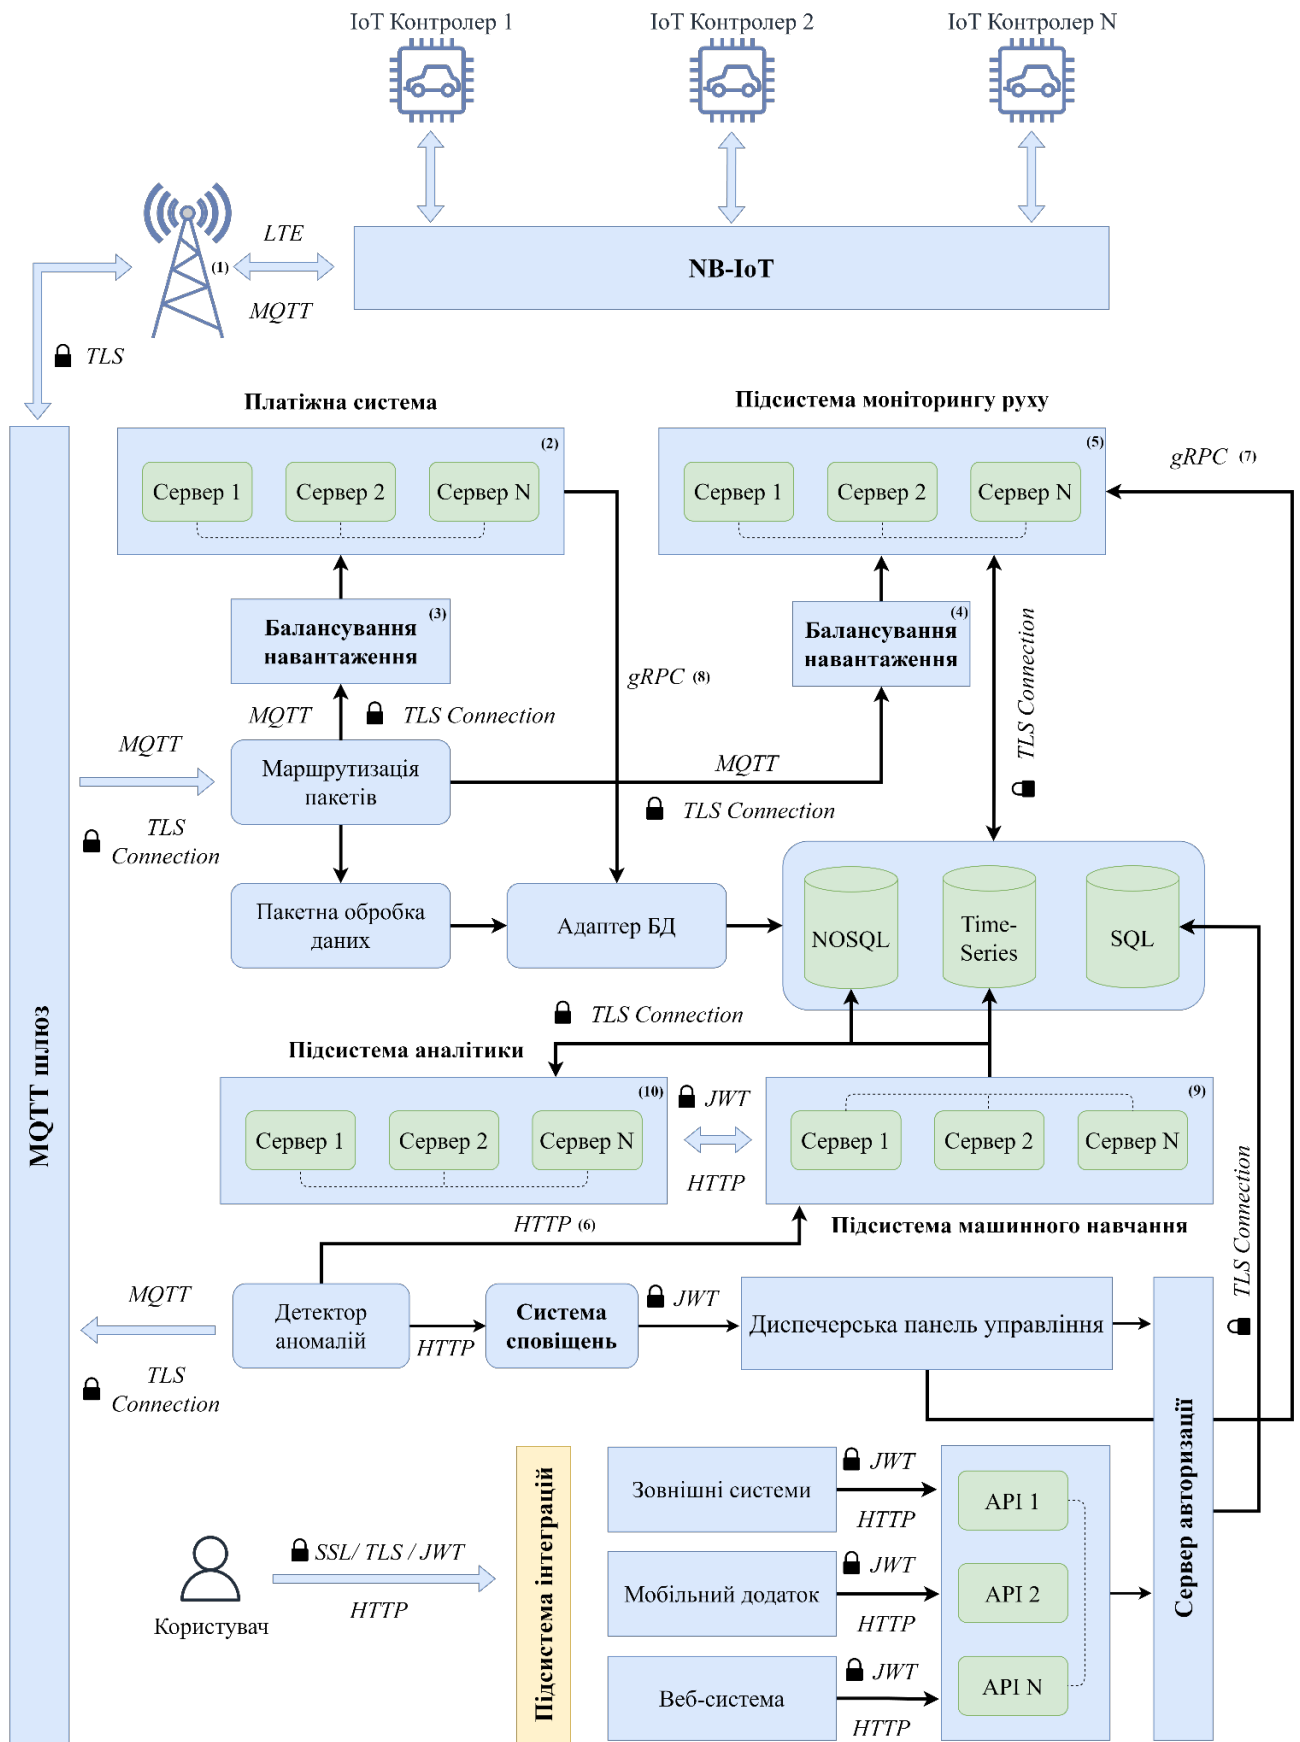 IoT Контролер 1
IoT Контролер 2
IoT Контролер N
LTE
(1)
NB-IoT
MQTT
TLS
Платіжна система
Підсистема моніторингу руху
(2)
(5)
gRPC (7)
Сервер 1
Сервер 2
Сервер N
Сервер 1
Сервер 2
Сервер N
(3)
Балансування
навантаження
(4)
Балансування
навантаження
TLS Connection
gRPC (8)
MQTT
TLS Connection
MQTT
Маршрутизація
пакетів
MQTT
TLS Connection
TLS
Connection
Пакетна обробка
даних
Адаптер БД
NOSQL
Time-
Series
SQL
TLS Connection
Підсистема аналітики
MQTT шлюз
(10)
JWT
(9)
Сервер 1
Сервер 2
Сервер N
Сервер 1
Сервер 2
Сервер N
HTTP
HTTP (6)
Підсистема машинного навчання
TLS Connection
MQTT
Детектор
аномалій
HTTP
Система
сповіщень
JWT
Диспечерська панель управління
TLS
Connection
Сервер авторизації
Підсистема інтеграцій
Зовнішні системи
JWT
HTTP
API 1
SSL/ TLS / JWT
HTTP
Користувач
Мобільний додаток
JWT
HTTP
API 2
Веб-система
JWT
HTTP
API N